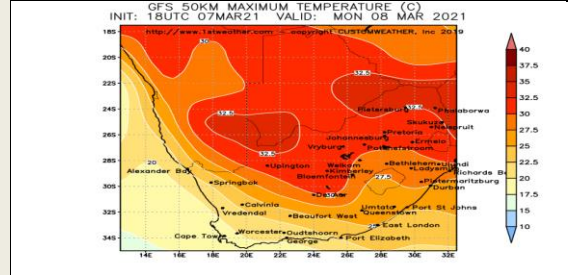 GFS 50KM MAXIMUM TEMPERATURE (C)
INIT: 18UTC 07MAR21 VALID: MON 08 MAR 2021
http://www.1stweather.com - copyright CUSTOMWEATHER, Inc 2019
18S
20S
22S
24S
26S
28S
30S
32S
34S
30
32.5
32.5
32.5
32.5
20
27.5
25
Pietersburg
Phalaborwa
Skukuza
Nelspruit
Pretoria
Johannesburg
Ermelo
Vryburg
Potchefstroom
Upington
Welkom
Kimberley
Bloemfontein
Bethlehem
Ulundi
Ladysmith
Richards B
Pietermaritzburg
Durban
Alexander Bay
Springbok
De Aar
Calvinia
Vredendal
Beaufort West
Umtata
Port St Johns
Queenstown
East London
Cape Town
Worcester
Oudtshoorn
George
Port Elizabeth
14E 16E 18E 20E 22E 24E 26E 28E 30E 32E
40
37.5
35
32.5
30
27.5
25
22.5
20
17.5
15
10